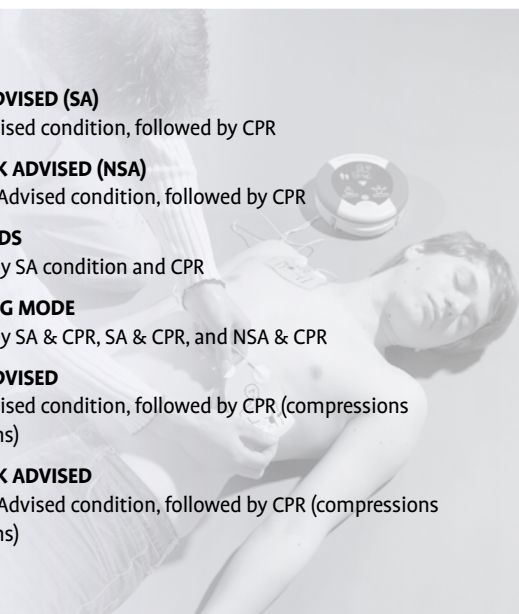 DVISED (SA)
ised condition, followed by CPR
K ADVISED (NSA)
Advised condition, followed by CPR
DS
y SA condition and CPR
G MODE
y SA & CPR, SA & CPR, and NSA & CPR
DVISED
ised condition, followed by CPR (compressions
ns)
K ADVISED
Advised condition, followed by CPR (compressions
ns)